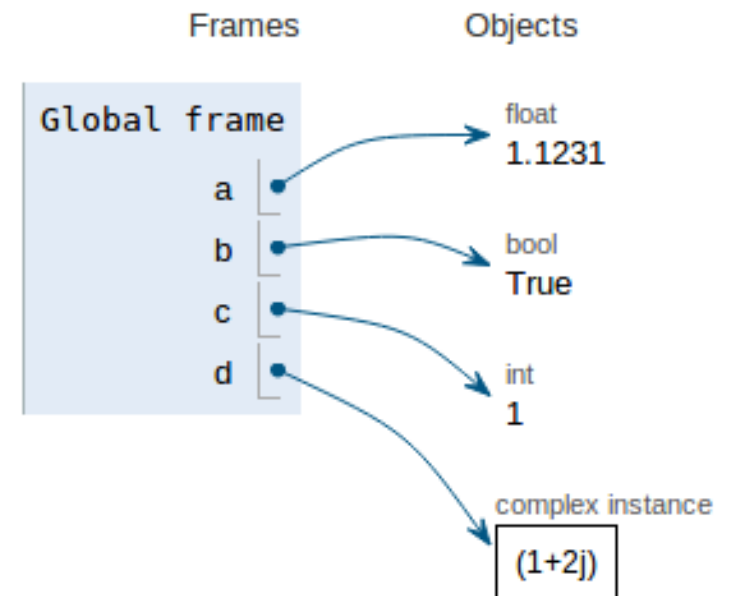 Frames Objects
Global frame
a
b
c
d
float
1.1231
bool
True
int
1
complex instance
(1+2j)